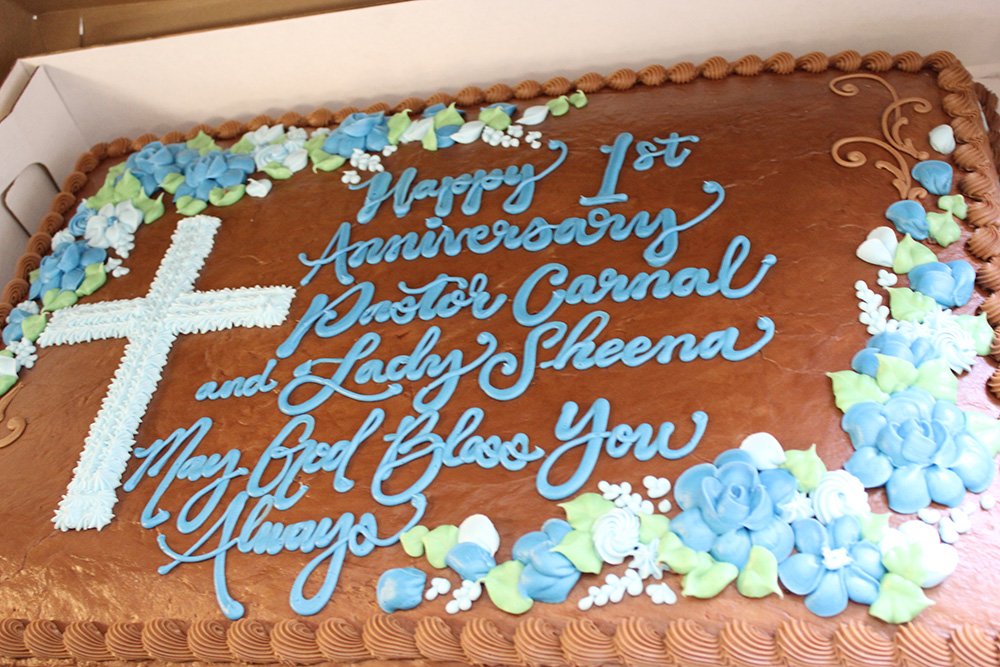 Happy 1st
Anniversary
Pastor Carnal
and Lady Sheena
May God Bless You
Always